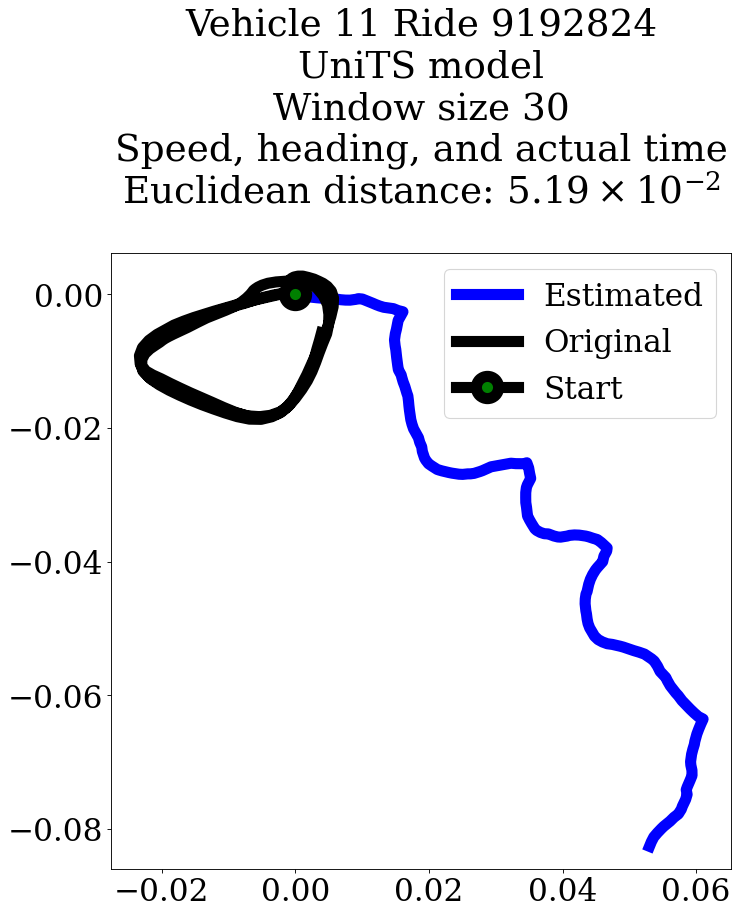 Vehicle 11 Ride 9192824
UniTS model
Window size 30
Speed, heading, and actual time
Euclidean distance: 5.19 × 10⁻²
Estimated
Original
Start
0.00
−0.02
−0.04
−0.06
−0.08
−0.02 0.00 0.02 0.04 0.06